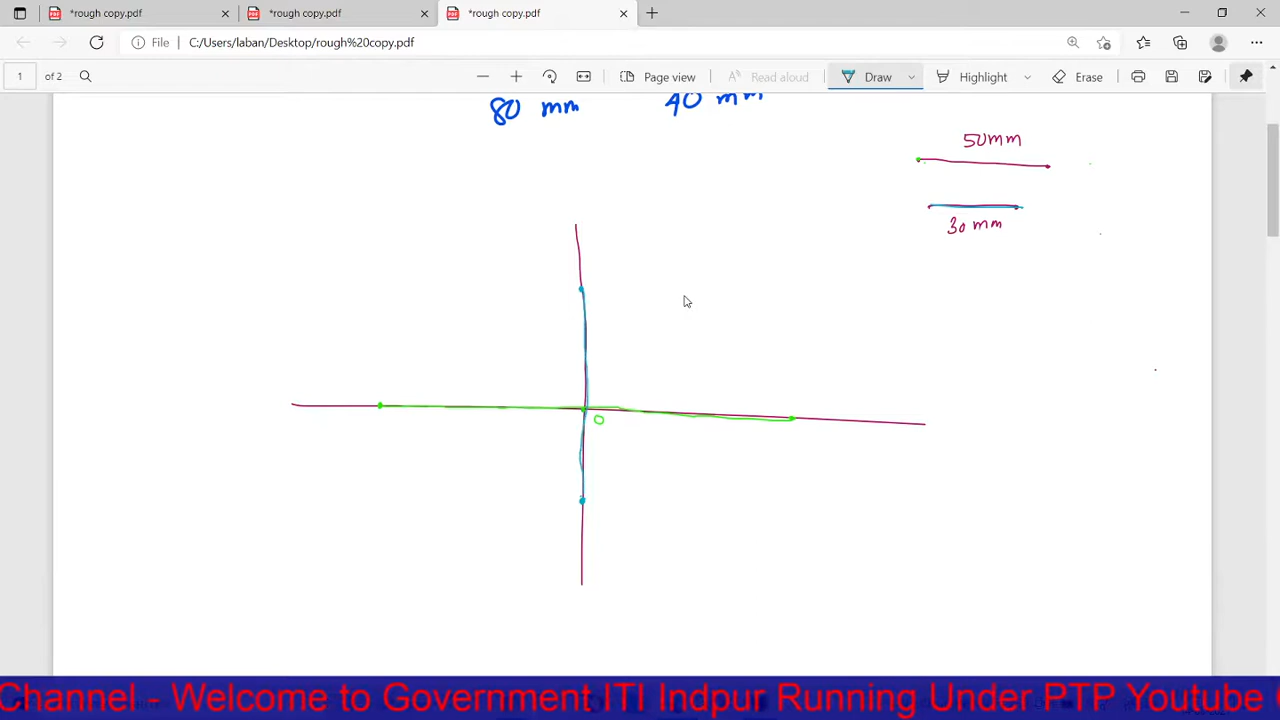 *rough copy.pdf *rough copy.pdf *rough copy.pdf
File C:/Users/laban/Desktop/rough%20copy.pdf
1 of 2 Page view Read aloud Draw Highlight Erase
80 mm 40 mm
50mm
30 mm
O
Channel - Welcome to Government ITI Indpur Running Under PTP Youtube